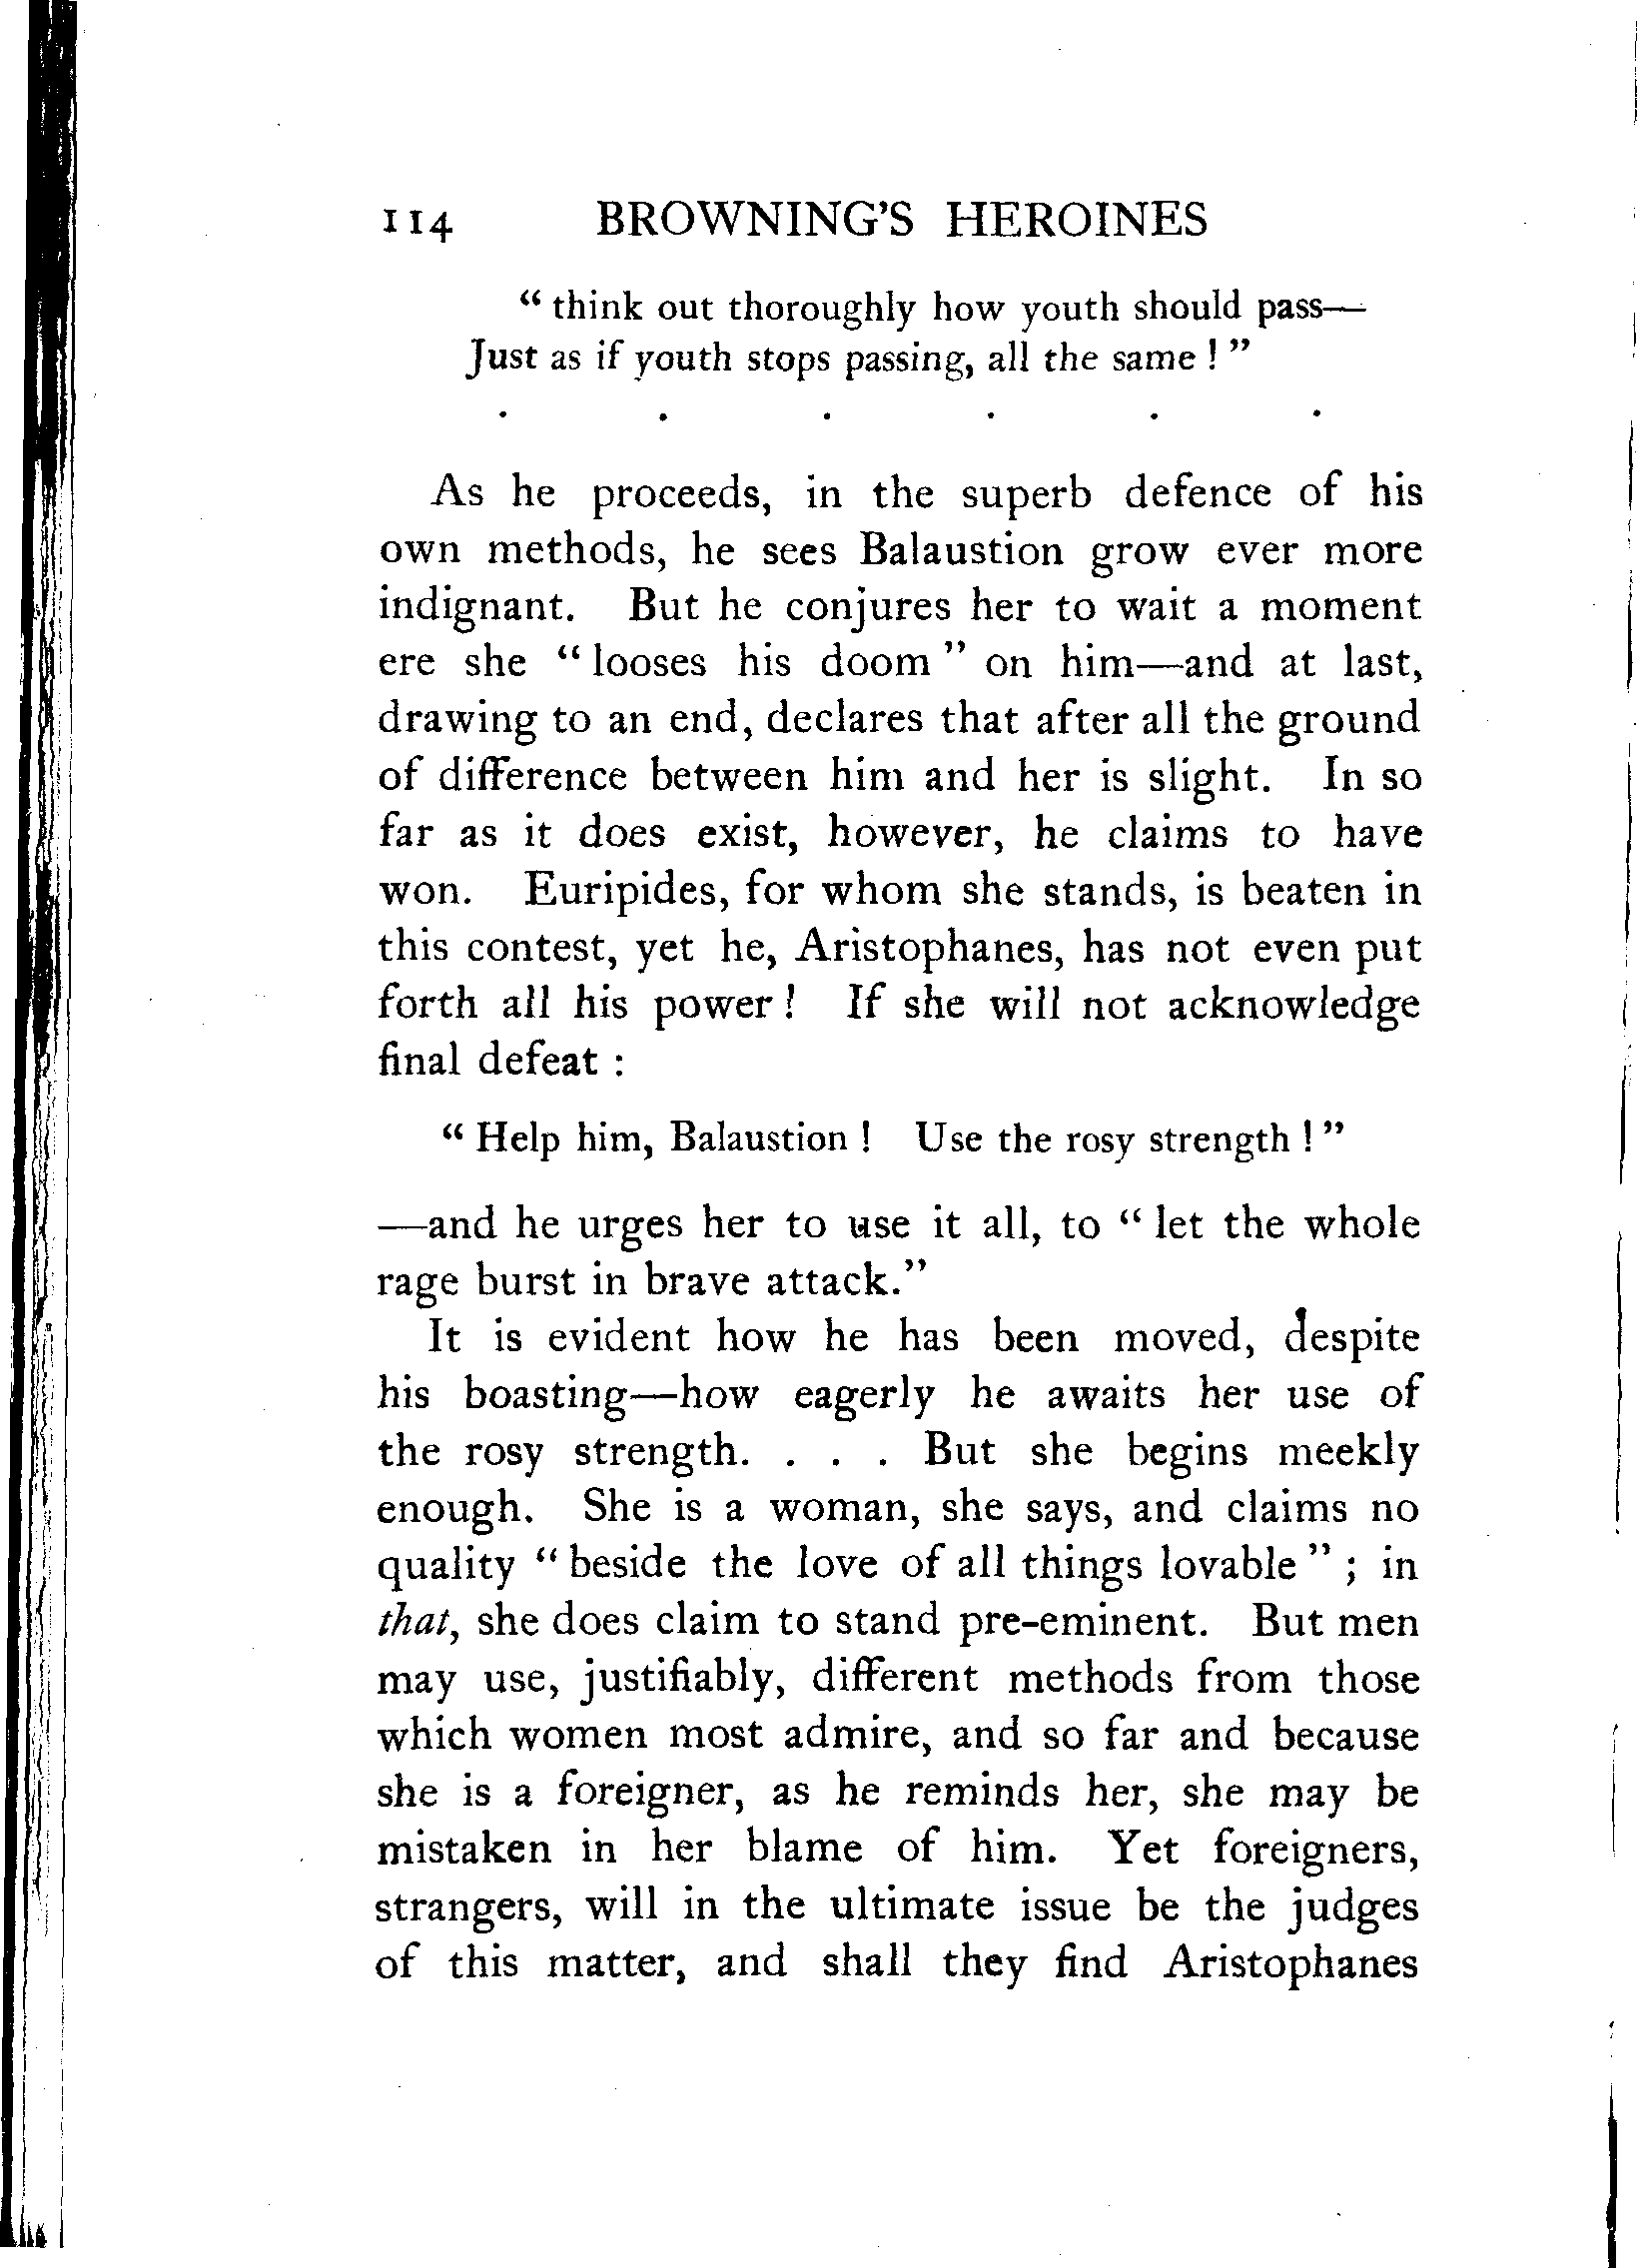 114 BROWNING'S HEROINES
“ think out thoroughly how youth should pass—
Just as if youth stops passing, all the same ! ”
. . . . . .
As he proceeds, in the superb defence of his
own methods, he sees Balaustion grow ever more
indignant. But he conjures her to wait a moment
ere she “ looses his doom ” on him—and at last,
drawing to an end, declares that after all the ground
of difference between him and her is slight. In so
far as it does exist, however, he claims to have
won. Euripides, for whom she stands, is beaten in
this contest, yet he, Aristophanes, has not even put
forth all his power ! If she will not acknowledge
final defeat :
“ Help him, Balaustion ! Use the rosy strength ! ”
—and he urges her to use it all, to “ let the whole
rage burst in brave attack.”
It is evident how he has been moved, despite
his boasting—how eagerly he awaits her use of
the rosy strength. . . . But she begins meekly
enough. She is a woman, she says, and claims no
quality “ beside the love of all things lovable ” ; in
that, she does claim to stand pre-eminent. But men
may use, justifiably, different methods from those
which women most admire, and so far and because
she is a foreigner, as he reminds her, she may be
mistaken in her blame of him. Yet foreigners,
strangers, will in the ultimate issue be the judges
of this matter, and shall they find Aristophanes